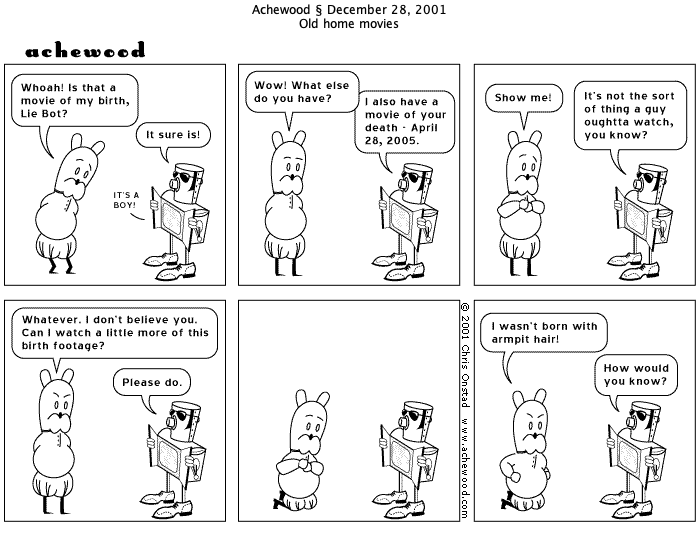 Achewood § December 28, 2001
Old home movies
achewood
Whoah! Is that a
movie of my birth,
Lie Bot?
It sure is!
IT'S A
BOY!
Wow! What else
do you have?
I also have a
movie of your
death - April
28, 2005.
Show me!
It's not the sort
of thing a guy
oughtta watch,
you know?
Whatever. I don't believe you.
Can I watch a little more of this
birth footage?
Please do.
© 2001 Chris Onstad www.achewood.com
I wasn't born with
armpit hair!
How would
you know?